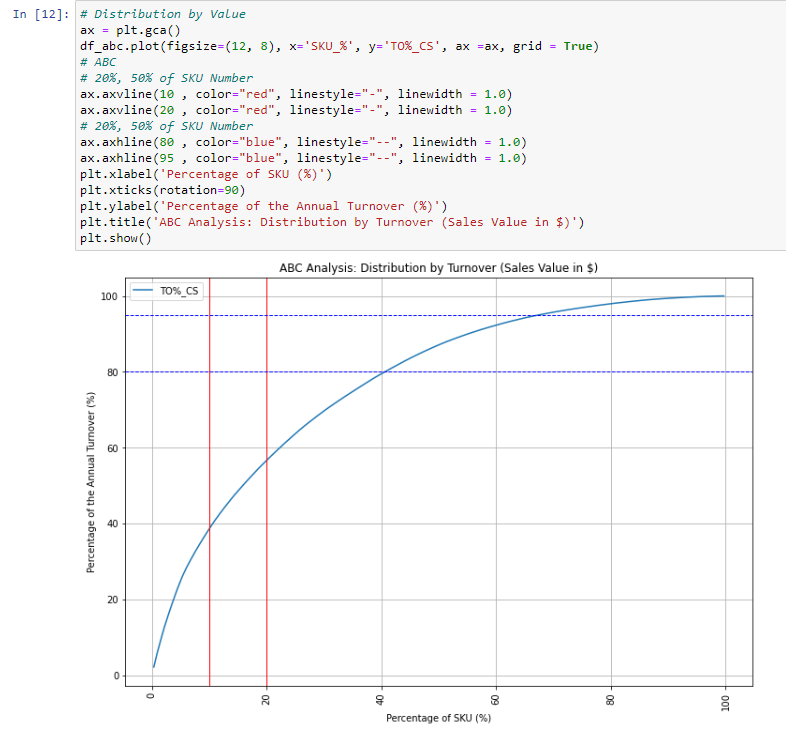 In [12]: # Distribution by Value
ax = plt.gca()
df_abc.plot(figsize=(12, 8), x='SKU_%', y='TO%_CS', ax =ax, grid = True)
# ABC
# 20%, 50% of SKU Number
ax.axvline(10 , color="red", linestyle="-", linewidth = 1.0)
ax.axvline(20 , color="red", linestyle="-", linewidth = 1.0)
# 20%, 50% of SKU Number
ax.axhline(80 , color="blue", linestyle="--", linewidth = 1.0)
ax.axhline(95 , color="blue", linestyle="--", linewidth = 1.0)
plt.xlabel('Percentage of SKU (%)')
plt.xticks(rotation=90)
plt.ylabel('Percentage of the Annual Turnover (%)')
plt.title('ABC Analysis: Distribution by Turnover (Sales Value in $)')
plt.show()
ABC Analysis: Distribution by Turnover (Sales Value in $)
TO%_CS
100
80
60
40
20
0
Percentage of the Annual Turnover (%)
0
20
40
60
80
100
Percentage of SKU (%)